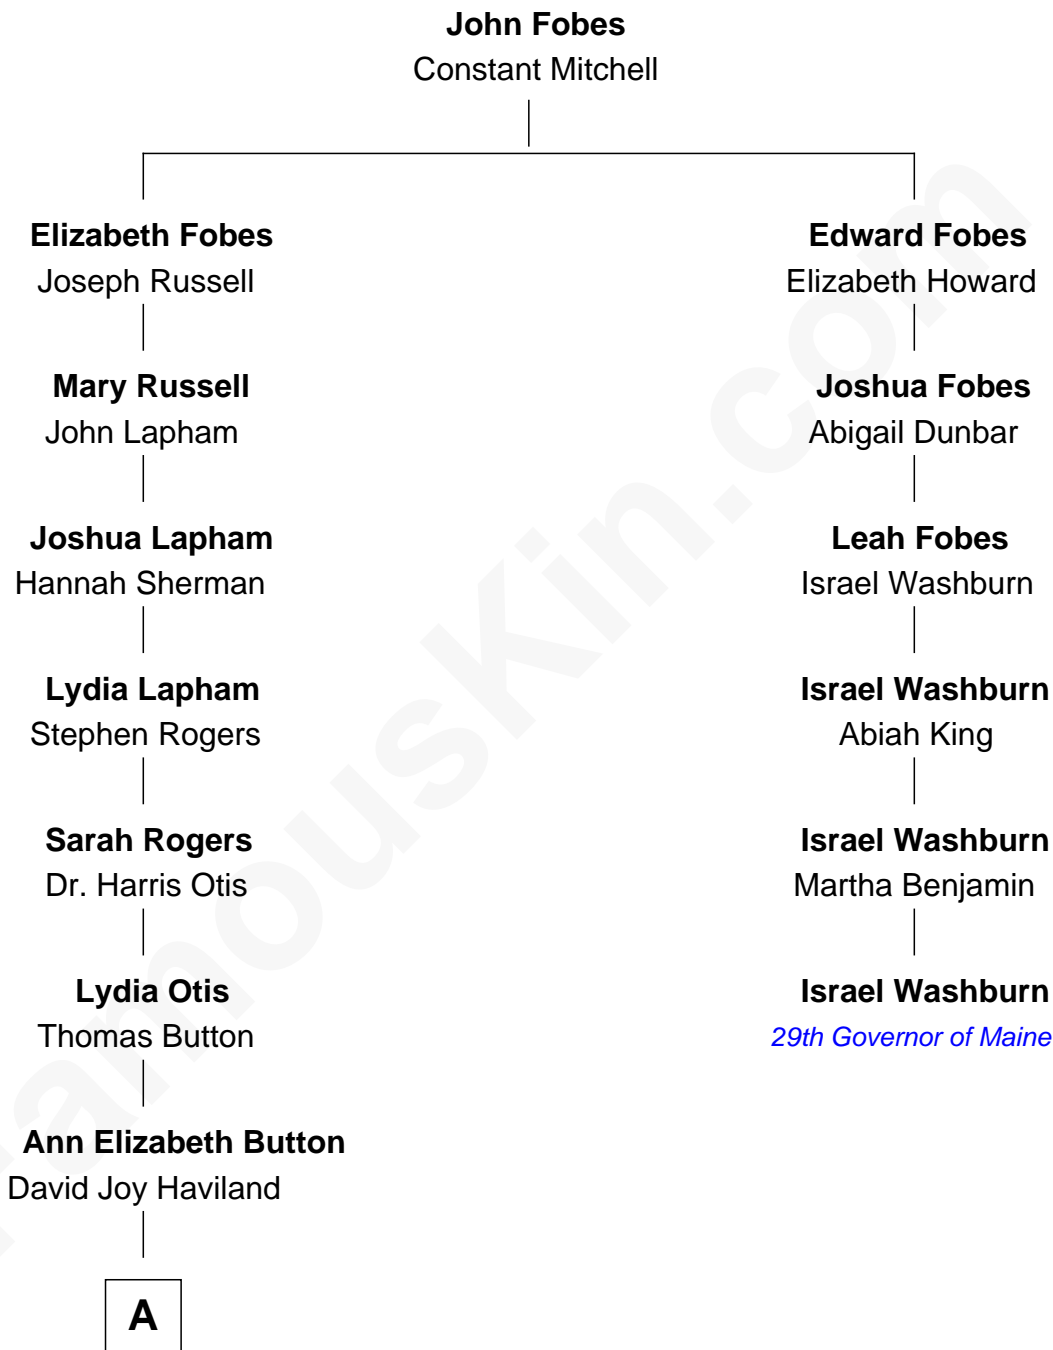 John Fobes
Constant Mitchell
Elizabeth Fobes
Joseph Russell
Edward Fobes
Elizabeth Howard
Mary Russell
John Lapham
Joshua Fobes
Abigail Dunbar
Joshua Lapham
Hannah Sherman
Leah Fobes
Israel Washburn
Lydia Lapham
Stephen Rogers
Israel Washburn
Abiah King
Sarah Rogers
Dr. Harris Otis
Israel Washburn
Martha Benjamin
Lydia Otis
Thomas Button
Israel Washburn
29th Governor of Maine
Ann Elizabeth Button
David Joy Haviland
A
FamousKin.com